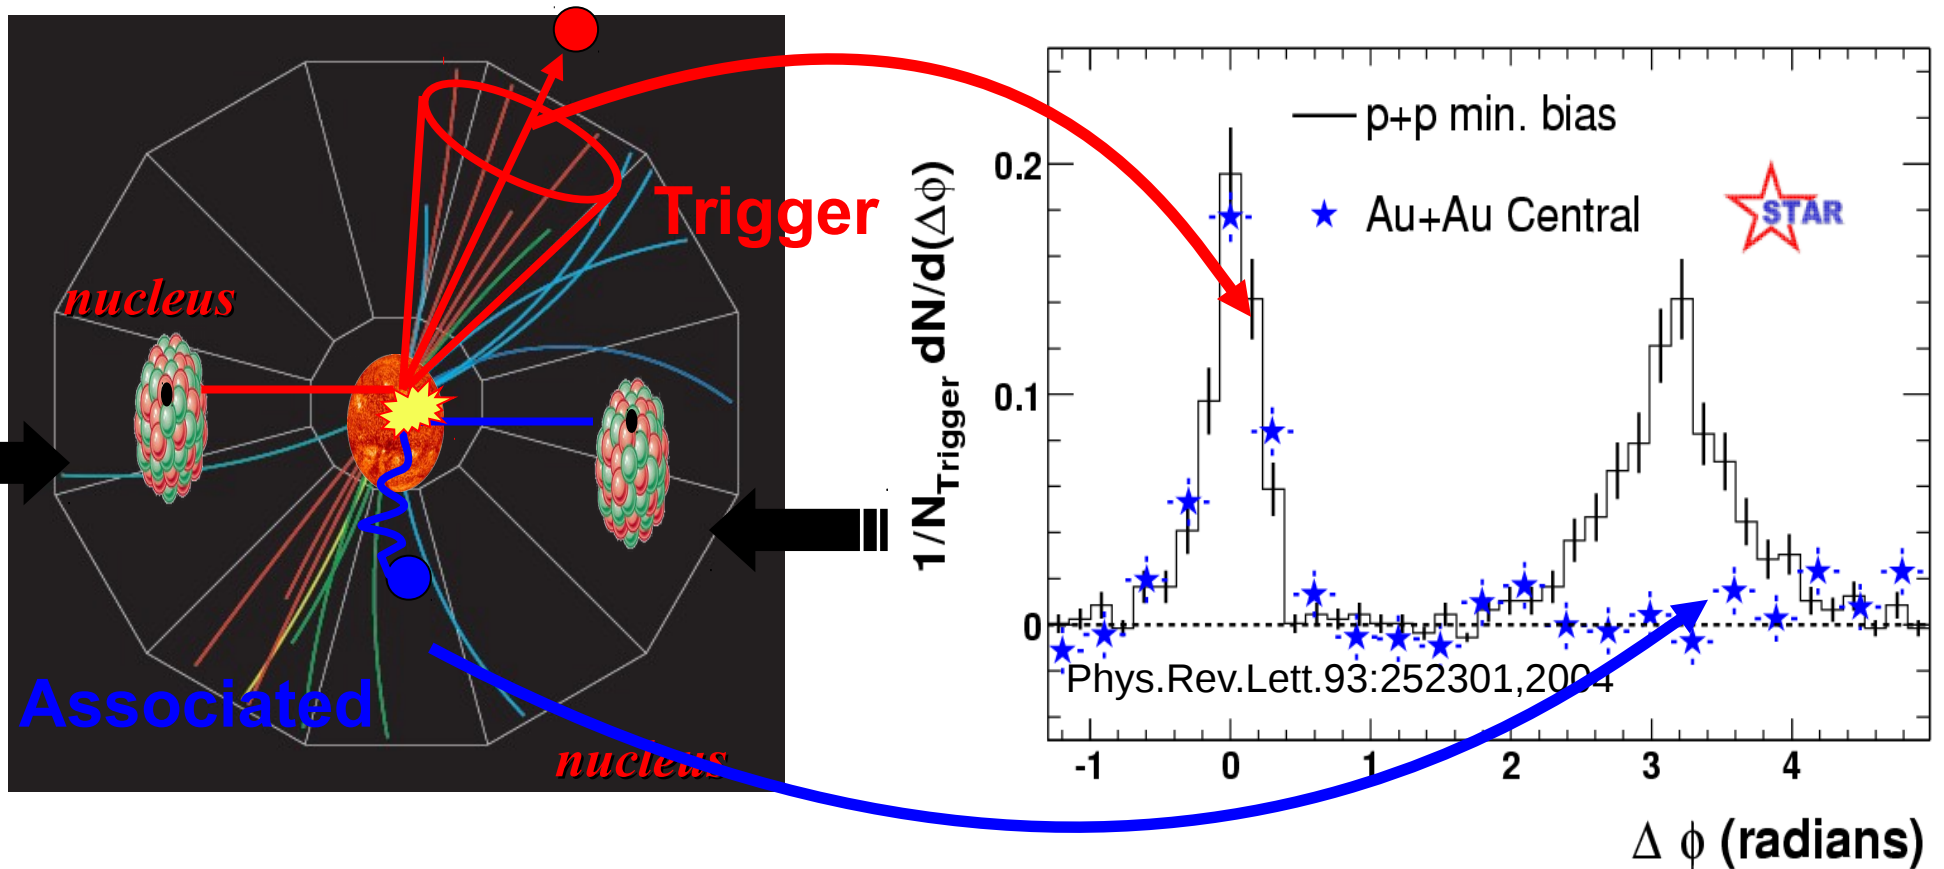 Trigger
nucleus
Associated
nucleus
p+p min. bias
Au+Au Central
STAR
1/N_Trigger dN/d(Δϕ)
0.2
0.1
0
Phys.Rev.Lett.93:252301,2004
-1 0 1 2 3 4
Δ ϕ (radians)